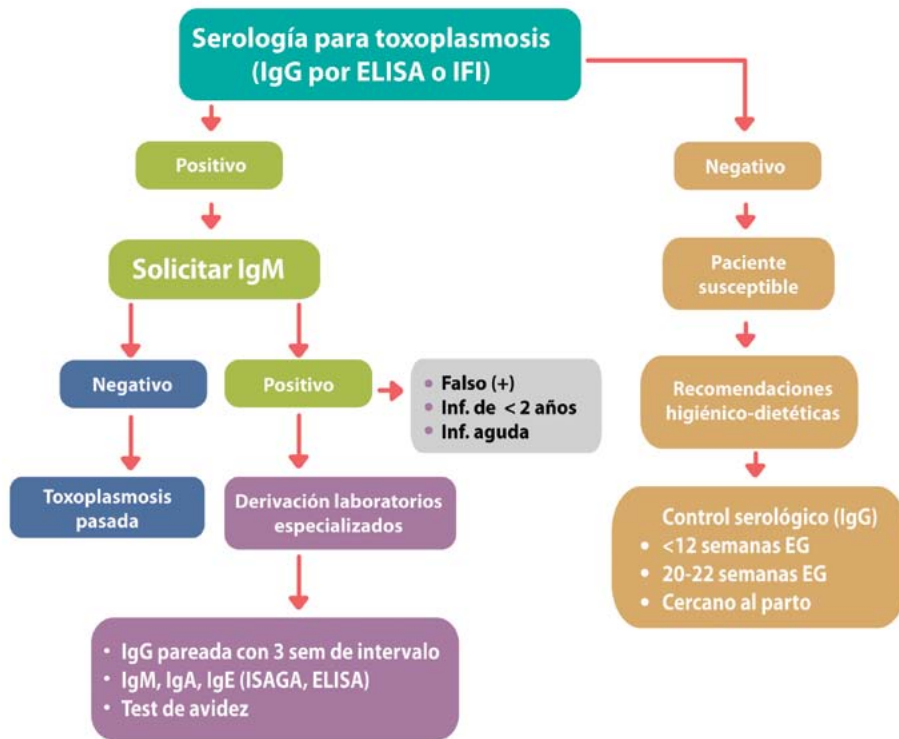 Serología para toxoplasmosis
(IgG por ELISA o IFI)
Positivo
Negativo
Solicitar IgM
Paciente
susceptible
Negativo
Positivo
• Falso (+)
• Inf. de < 2 años
• Inf. aguda
Recomendaciones
higiénico-dietéticas
Toxoplasmosis
pasada
Derivación laboratorios
especializados
Control serológico (IgG)
• <12 semanas EG
• 20-22 semanas EG
• Cercano al parto
• IgG pareada con 3 sem de intervalo
• IgM, IgA, IgE (ISAGA, ELISA)
• Test de avidez